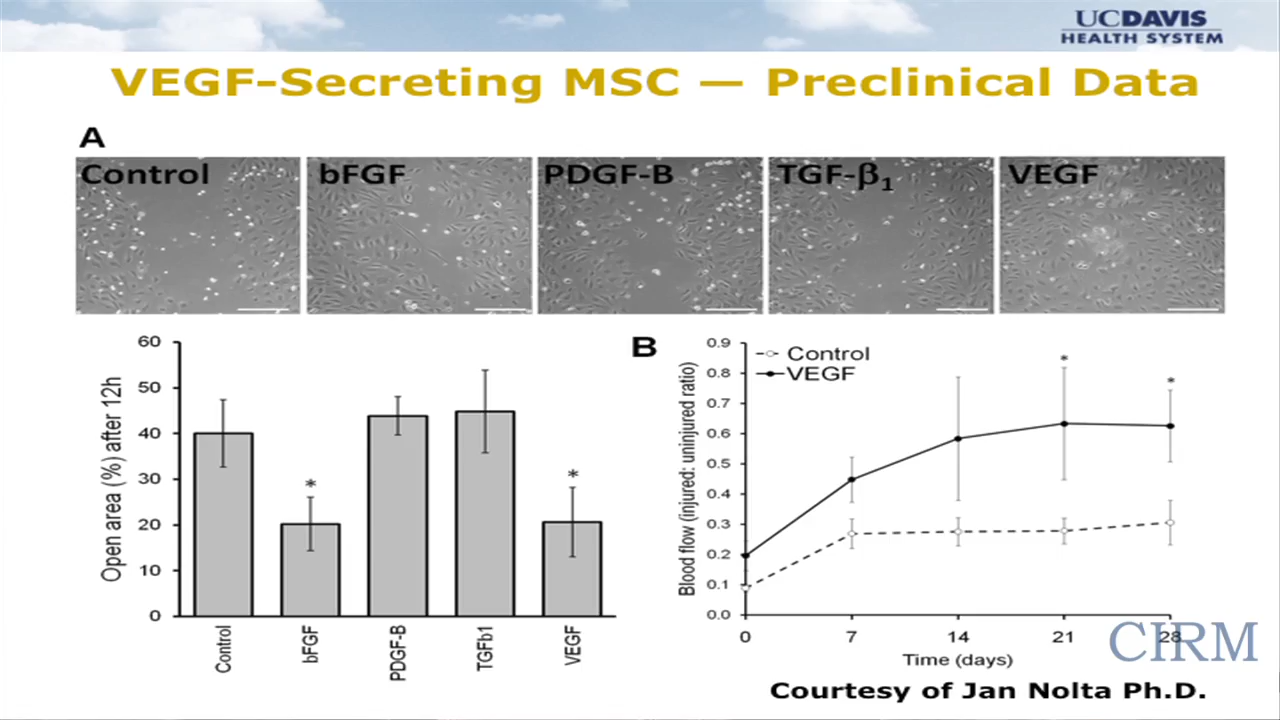 UCDAVIS
HEALTH SYSTEM
VEGF-Secreting MSC — Preclinical Data
A
Control
bFGF
PDGF-B
TGF-β1
VEGF
Open area (%) after 12h
60
50
40
30
20
10
0
*
*
Control
bFGF
PDGF-B
TGFb1
VEGF
B
Blood flow (injured: uninjured ratio)
0.9
0.8
0.7
0.6
0.5
0.4
0.3
0.2
0.1
0.0
Control
VEGF
*
*
0
7
14
21
28
Time (days)
CIRM
Courtesy of Jan Nolta Ph.D.